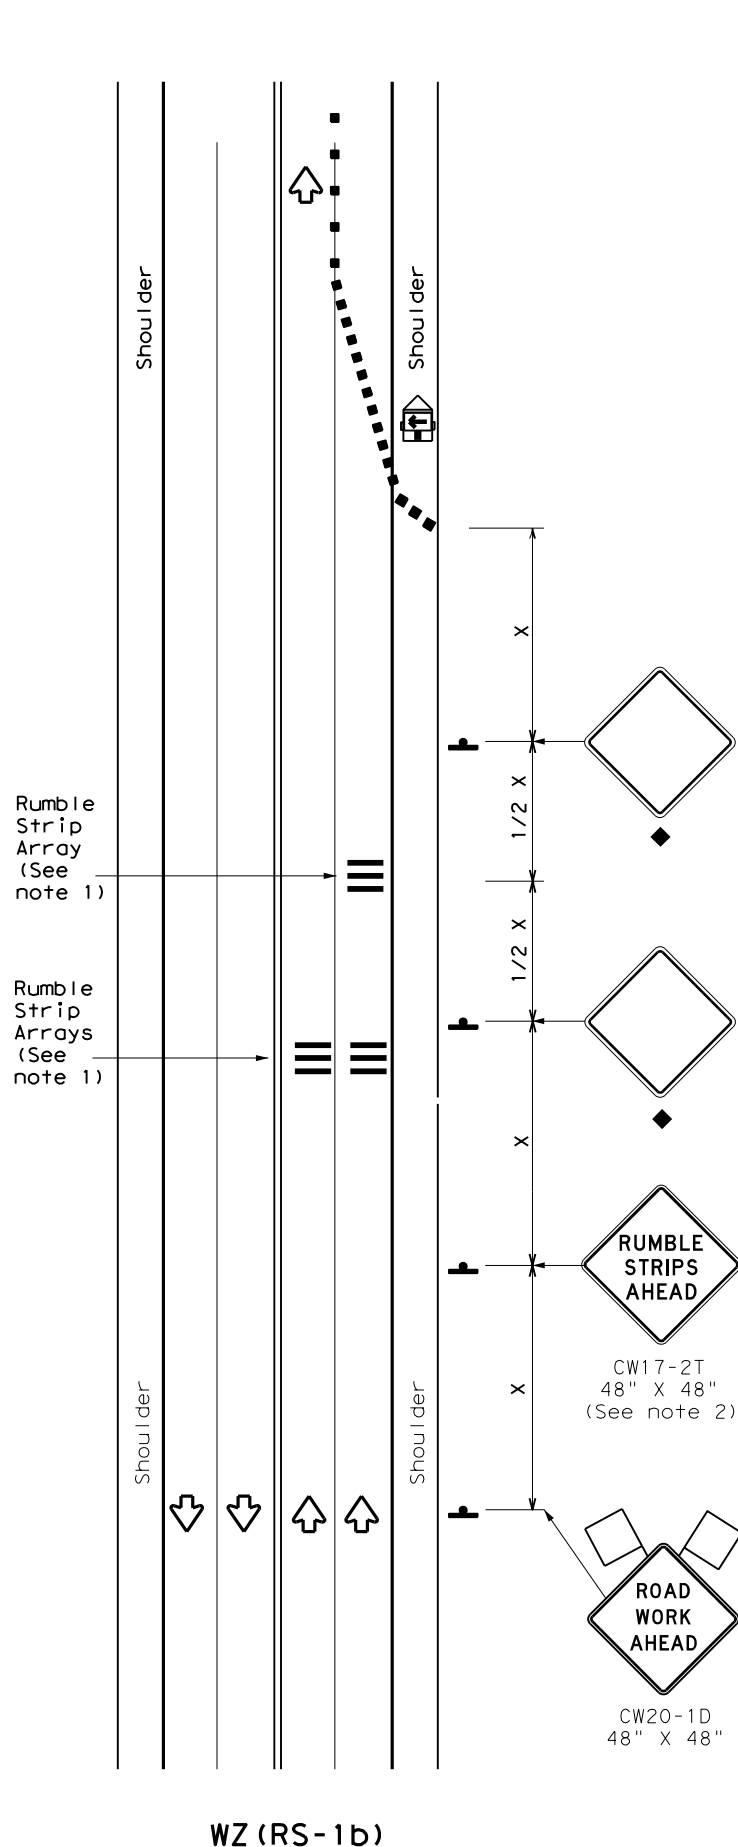 Shoulder
Shoulder
X
1/2 X
Rumble
Strip
Array
(See
note 1)
1/2 X
Rumble
Strip
Arrays
(See
note 1)
X
RUMBLE
STRIPS
AHEAD
CW17-2T
48" X 48"
(See note 2)
X
Shoulder
Shoulder
ROAD
WORK
AHEAD
CW20-1D
48" X 48"
WZ(RS-1b)